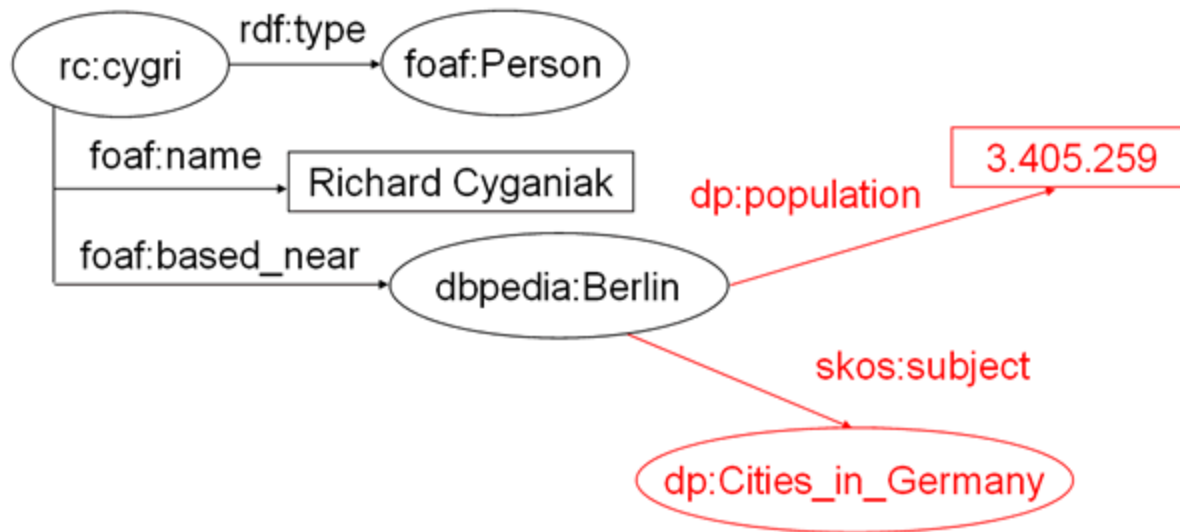 rdf:type
rc:cygri
foaf:Person
foaf:name
Richard Cyganiak
3.405.259
dp:population
foaf:based_near
dbpedia:Berlin
skos:subject
dp:Cities_in_Germany